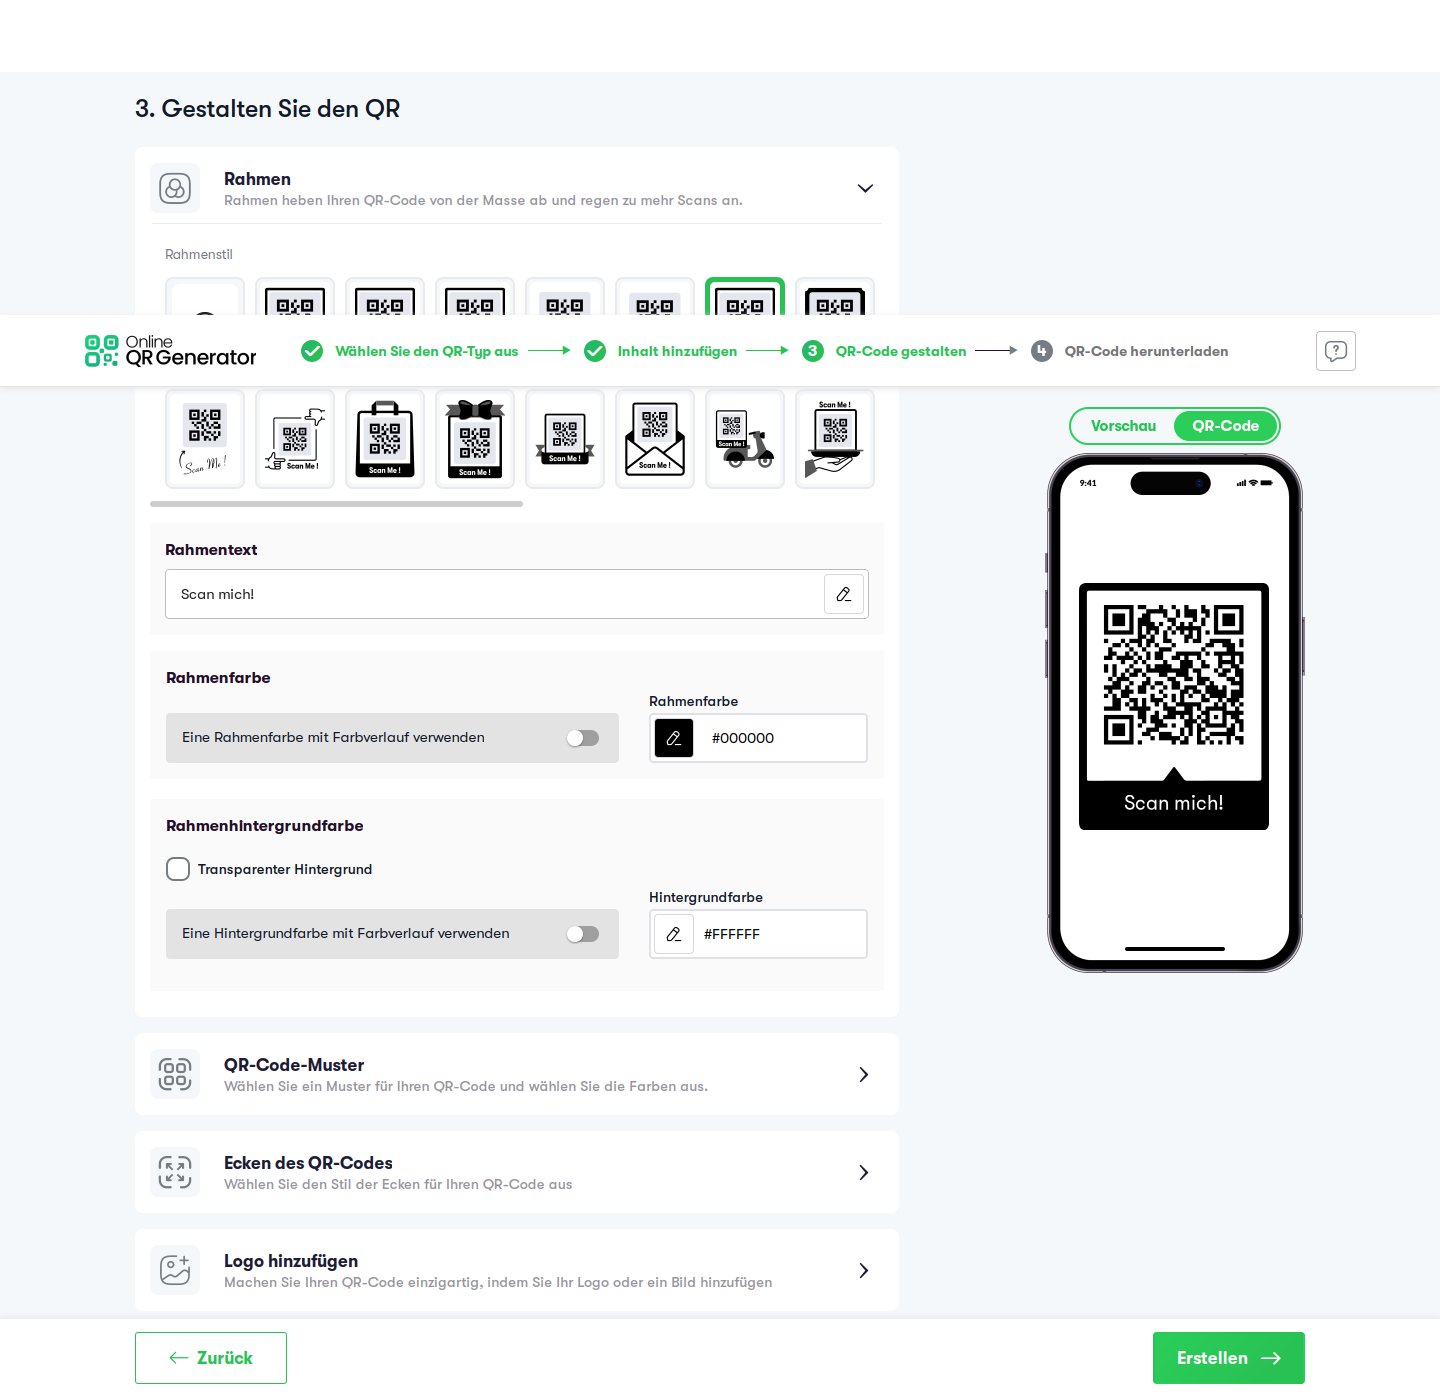 3. Gestalten Sie den QR
Rahmen
Rahmen heben Ihren QR-Code von der Masse ab und regen zu mehr Scans an.
Rahmenstil
Online
QR Generator
Wählen Sie den QR-Typ aus
Inhalt hinzufügen
3 QR-Code gestalten
4 QR-Code herunterladen
Scan Me !
Scan Me !
Scan Me !
Scan Me !
Scan Me !
Scan Me !
Scan Me !
Scan Me !
Vorschau
QR-Code
9:41
Rahmentext
Scan mich!
Rahmenfarbe
Rahmenfarbe
Eine Rahmenfarbe mit Farbverlauf verwenden
#000000
Scan mich!
Rahmenhintergrundfarbe
Transparenter Hintergrund
Hintergrundfarbe
Eine Hintergrundfarbe mit Farbverlauf verwenden
#FFFFFF
QR-Code-Muster
Wählen Sie ein Muster für Ihren QR-Code und wählen Sie die Farben aus.
Ecken des QR-Codes
Wählen Sie den Stil der Ecken für Ihren QR-Code aus
Logo hinzufügen
Machen Sie Ihren QR-Code einzigartig, indem Sie Ihr Logo oder ein Bild hinzufügen
Zurück
Erstellen